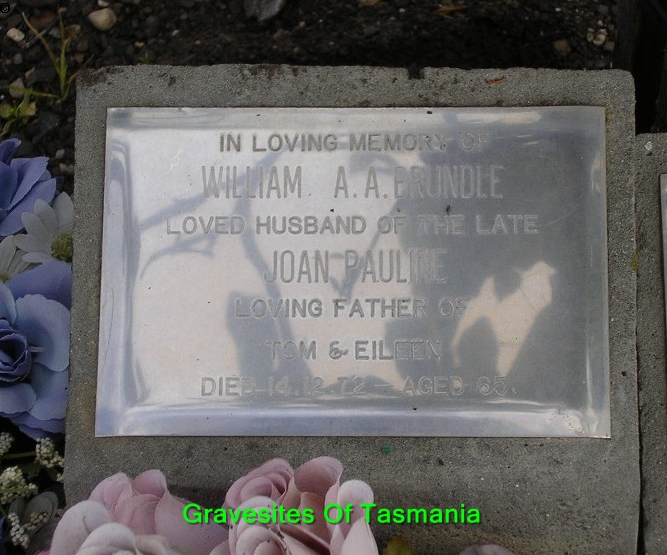 IN LOVING MEMORY OF
WILLIAM A.A. BRUNDLE
LOVED HUSBAND OF THE LATE
JOAN PAULINE
LOVING FATHER OF
TOM & EILEEN
DIED 14.12.72 – AGED 65.
Gravesites Of Tasmania